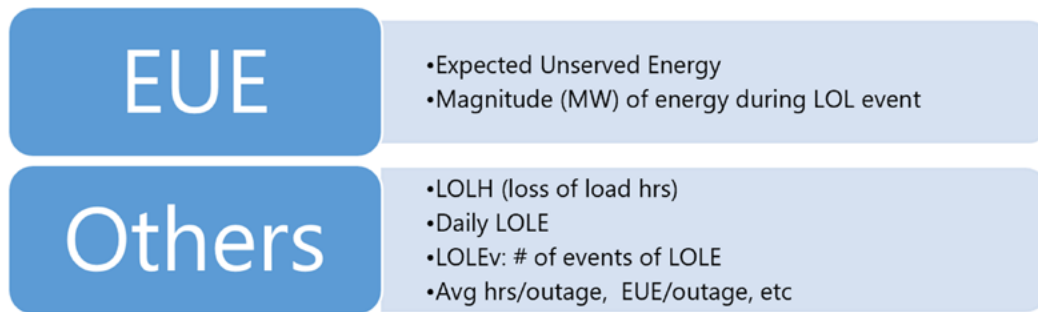 EUE
•Expected Unserved Energy
•Magnitude (MW) of energy during LOL event
Others
•LOLH (loss of load hrs)
•Daily LOLE
•LOLEv: # of events of LOLE
•Avg hrs/outage, EUE/outage, etc